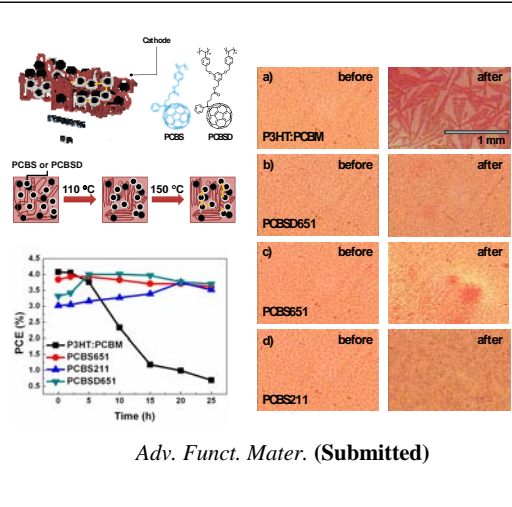 Cathode
PCBS
PCBSD
PCBS or PCBSD
110 °C
150 °C
a)
before
P3HT:PCBM
after
1 mm
b)
before
PCBSD651
after
c)
before
PCBS651
after
d)
before
PCBS211
after
PCE (%)
4.5
4.0
3.5
3.0
2.5
2.0
1.5
1.0
0.5
P3HT:PCBM
PCBS651
PCBS211
PCBSD651
0
5
10
15
20
25
Time (h)
Adv. Funct. Mater. (Submitted)